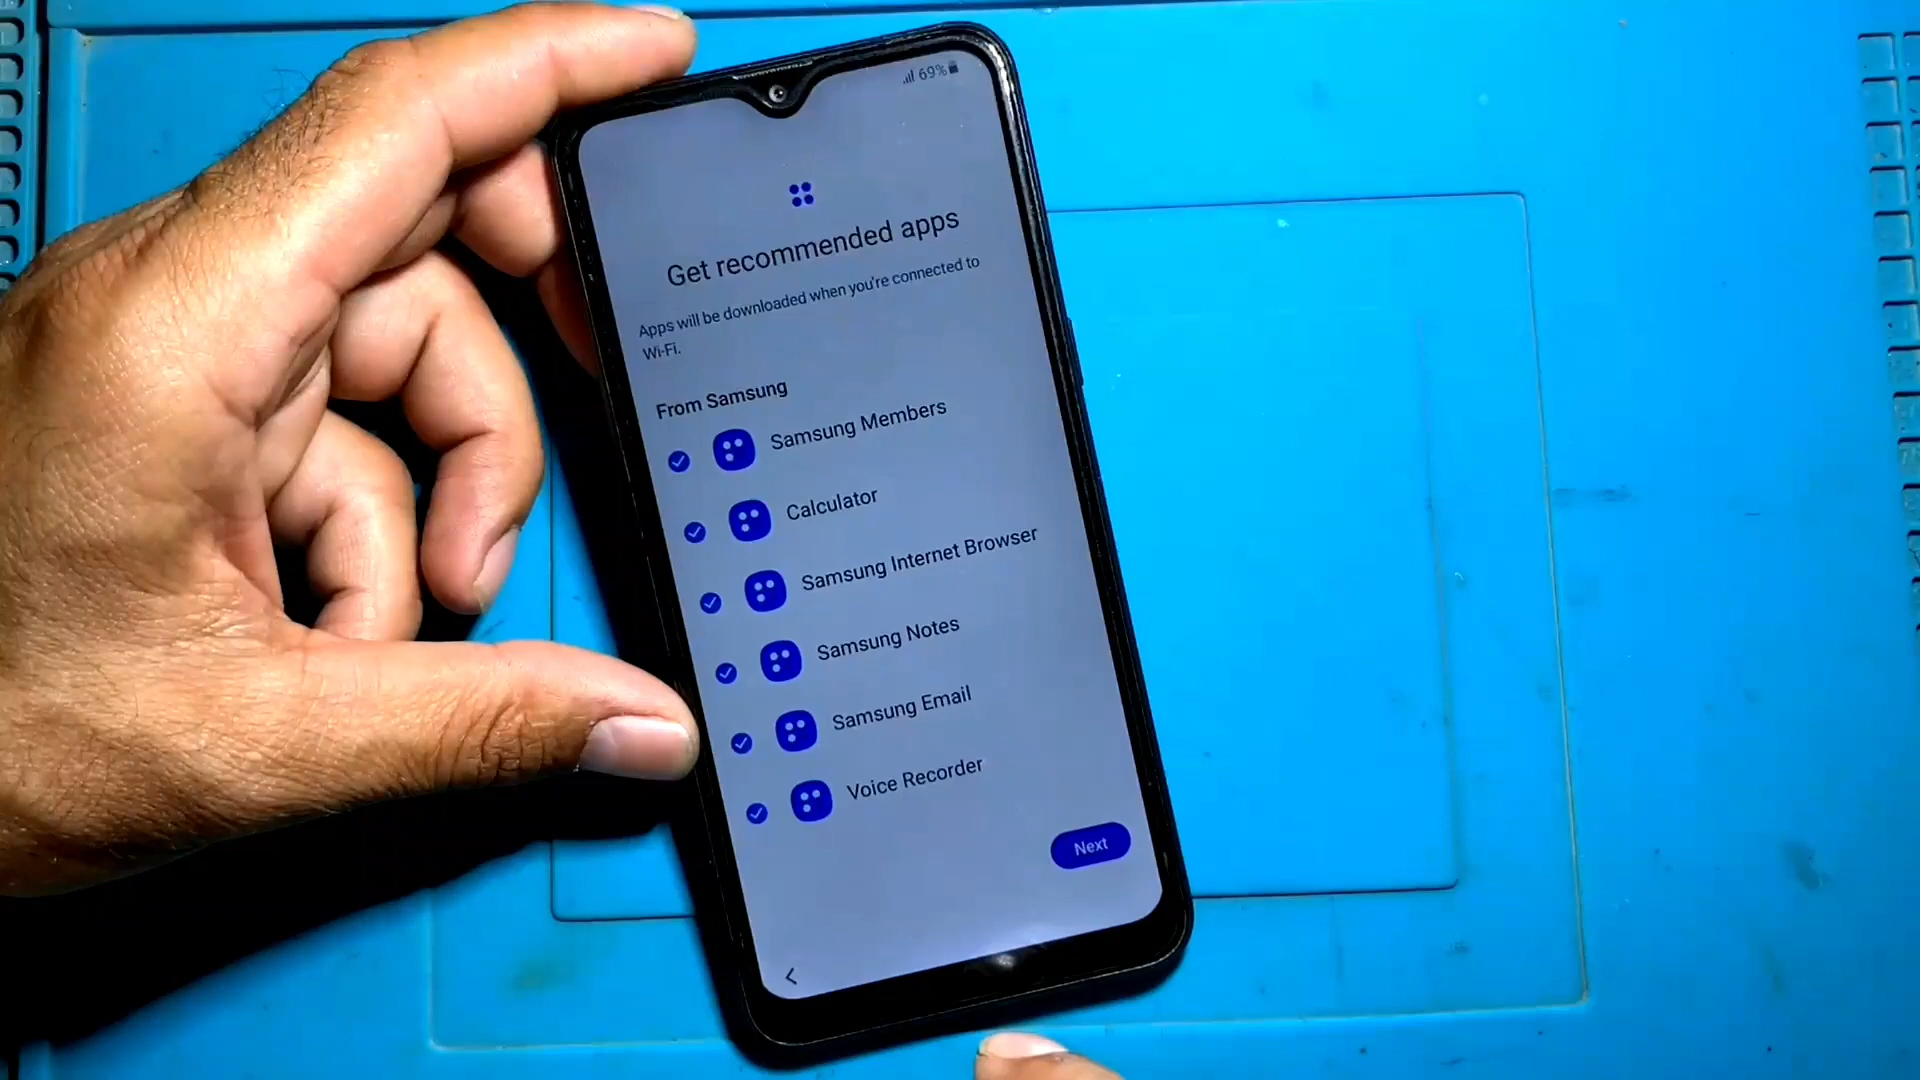 69%
Get recommended apps
Apps will be downloaded when you're connected to
Wi-Fi.
From Samsung
Samsung Members
Calculator
Samsung Internet Browser
Samsung Notes
Samsung Email
Voice Recorder
Next